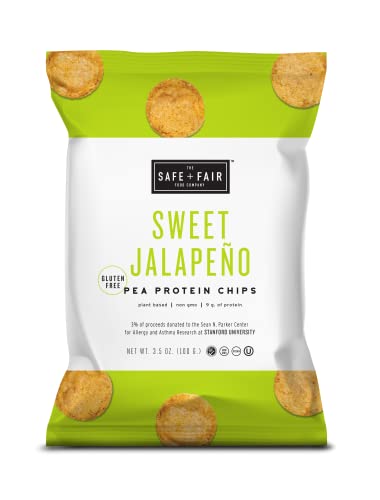 THE
SAFE + FAIR™
FOOD COMPANY
SWEET
JALAPEÑO
GLUTEN
FREE
PEA PROTEIN CHIPS
plant based | non gmo | 9 g. of protein
3% of proceeds donated to the Sean N. Parker Center
for Allergy and Asthma Research at STANFORD UNIVERSITY
NET WT. 3.5 OZ. (100 G.)